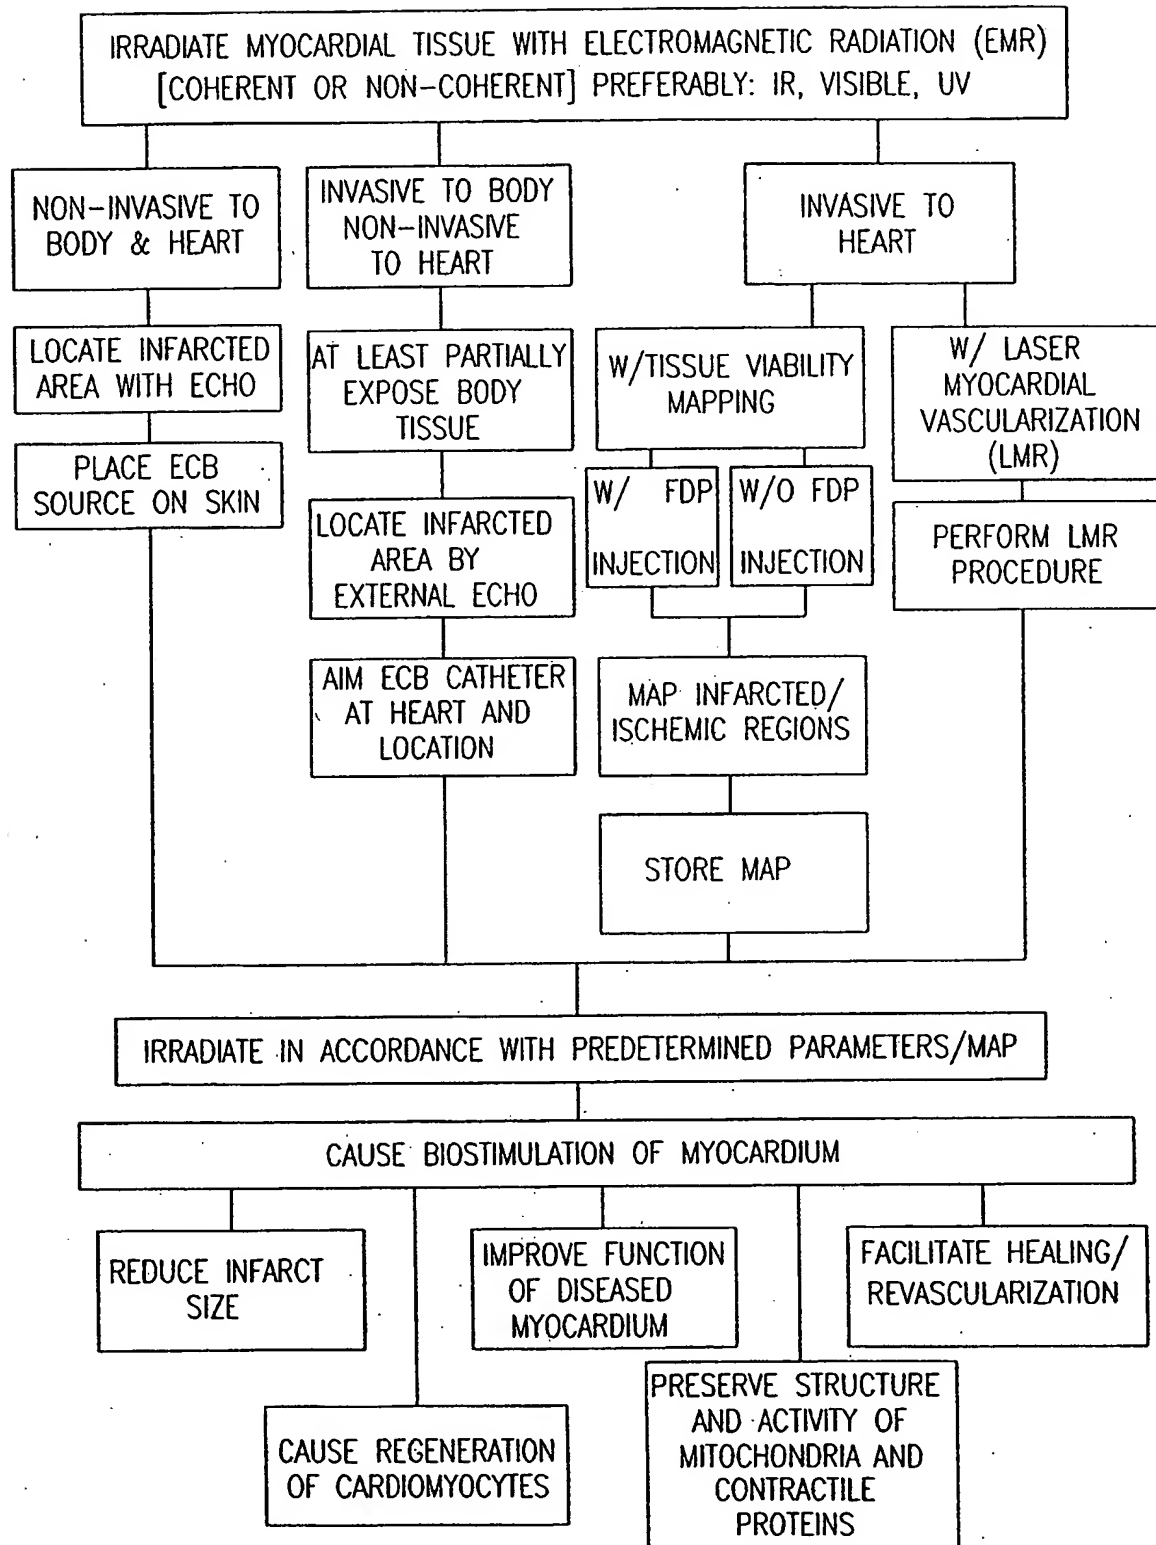 IRRADIATE MYOCARDIAL TISSUE WITH ELECTROMAGNETIC RADIATION (EMR)
[COHERENT OR NON-COHERENT] PREFERABLY: IR, VISIBLE, UV
NON-INVASIVE TO
BODY & HEART
INVASIVE TO BODY
NON-INVASIVE
TO HEART
INVASIVE TO
HEART
LOCATE INFARCTED
AREA WITH ECHO
AT LEAST PARTIALLY
EXPOSE BODY
TISSUE
W/TISSUE VIABILITY
MAPPING
W/ LASER
MYOCARDIAL
VASCULARIZATION
(LMR)
PLACE ECB
SOURCE ON SKIN
LOCATE INFARCTED
AREA BY
EXTERNAL ECHO
W/ FDP
INJECTION
W/O FDP
INJECTION
PERFORM LMR
PROCEDURE
AIM ECB CATHETER
AT HEART AND
LOCATION
MAP INFARCTED/
ISCHEMIC REGIONS
STORE MAP
IRRADIATE IN ACCORDANCE WITH PREDETERMINED PARAMETERS/MAP
CAUSE BIOSTIMULATION OF MYOCARDIUM
REDUCE INFARCT
SIZE
IMPROVE FUNCTION
OF DISEASED
MYOCARDIUM
FACILITATE HEALING/
REVASCULARIZATION
CAUSE REGENERATION
OF CARDIOMYOCYTES
PRESERVE STRUCTURE
AND ACTIVITY OF
MITOCHONDRIA AND
CONTRACTILE
PROTEINS